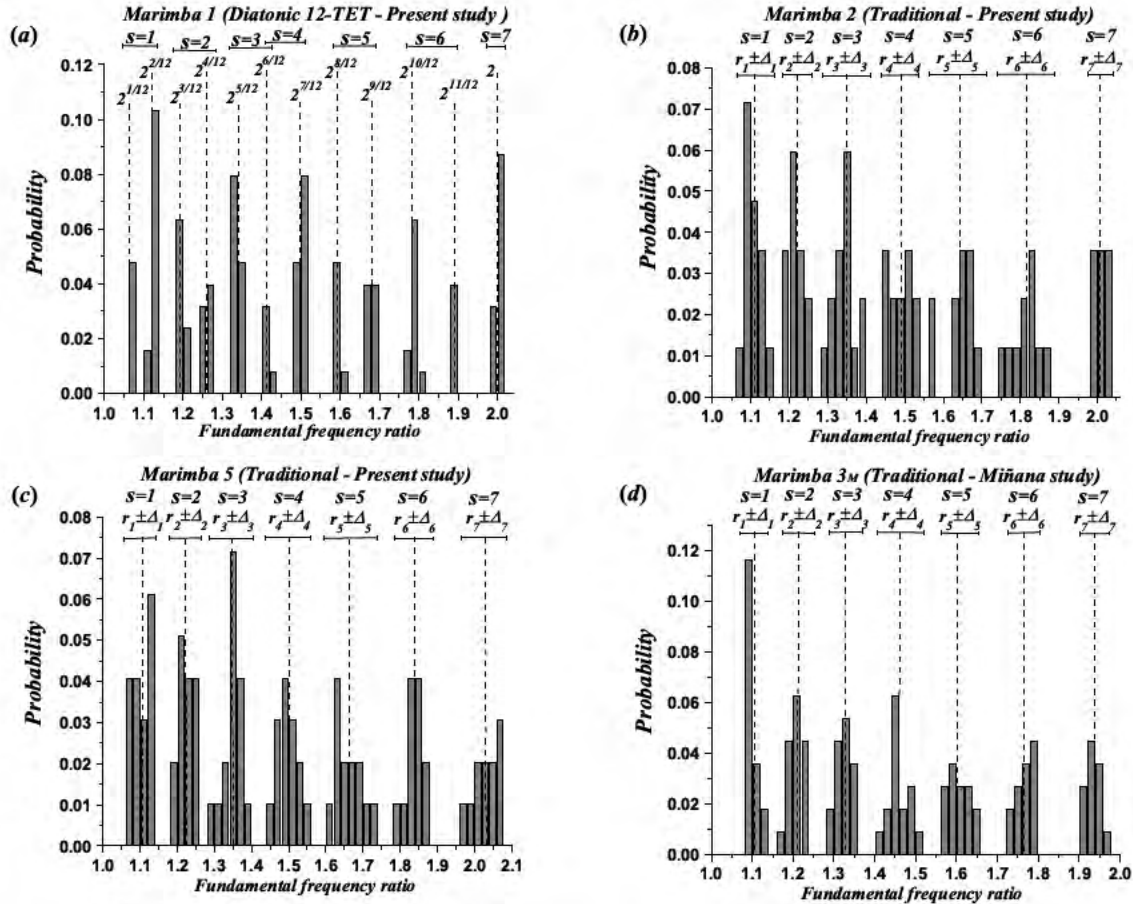 Marimba 1 (Diatonic 12-TET - Present study )
(a)
s=1 s=2 s=3 s=4 s=5 s=6 s=7
2^1/12 2^2/12 2^3/12 2^4/12 2^5/12 2^6/12 2^7/12 2^8/12 2^9/12 2^10/12 2^11/12 2
Probability
0.12
0.10
0.08
0.06
0.04
0.02
0.00
1.0 1.1 1.2 1.3 1.4 1.5 1.6 1.7 1.8 1.9 2.0
Fundamental frequency ratio
Marimba 2 (Traditional - Present study)
(b)
s=1 s=2 s=3 s=4 s=5 s=6 s=7
r₁±Δ₁ r₂±Δ₂ r₃±Δ₃ r₄±Δ₄ r₅±Δ₅ r₆±Δ₆ r₇±Δ₇
Probability
0.08
0.07
0.06
0.05
0.04
0.03
0.02
0.01
0.00
1.0 1.1 1.2 1.3 1.4 1.5 1.6 1.7 1.8 1.9 2.0
Fundamental frequency ratio
Marimba 5 (Traditional - Present study)
(c)
s=1 s=2 s=3 s=4 s=5 s=6 s=7
r₁±Δ₁ r₂±Δ₂ r₃±Δ₃ r₄±Δ₄ r₅±Δ₅ r₆±Δ₆ r₇±Δ₇
Probability
0.08
0.07
0.06
0.05
0.04
0.03
0.02
0.01
0.00
1.0 1.1 1.2 1.3 1.4 1.5 1.6 1.7 1.8 1.9 2.0 2.1
Fundamental frequency ratio
Marimba 3M (Traditional - Miñana study)
(d)
s=1 s=2 s=3 s=4 s=5 s=6 s=7
r₁±Δ₁ r₂±Δ₂ r₃±Δ₃ r₄±Δ₄ r₅±Δ₅ r₆±Δ₆ r₇±Δ₇
Probability
0.12
0.10
0.08
0.06
0.04
0.02
0.00
1.0 1.1 1.2 1.3 1.4 1.5 1.6 1.7 1.8 1.9 2.0
Fundamental frequency ratio